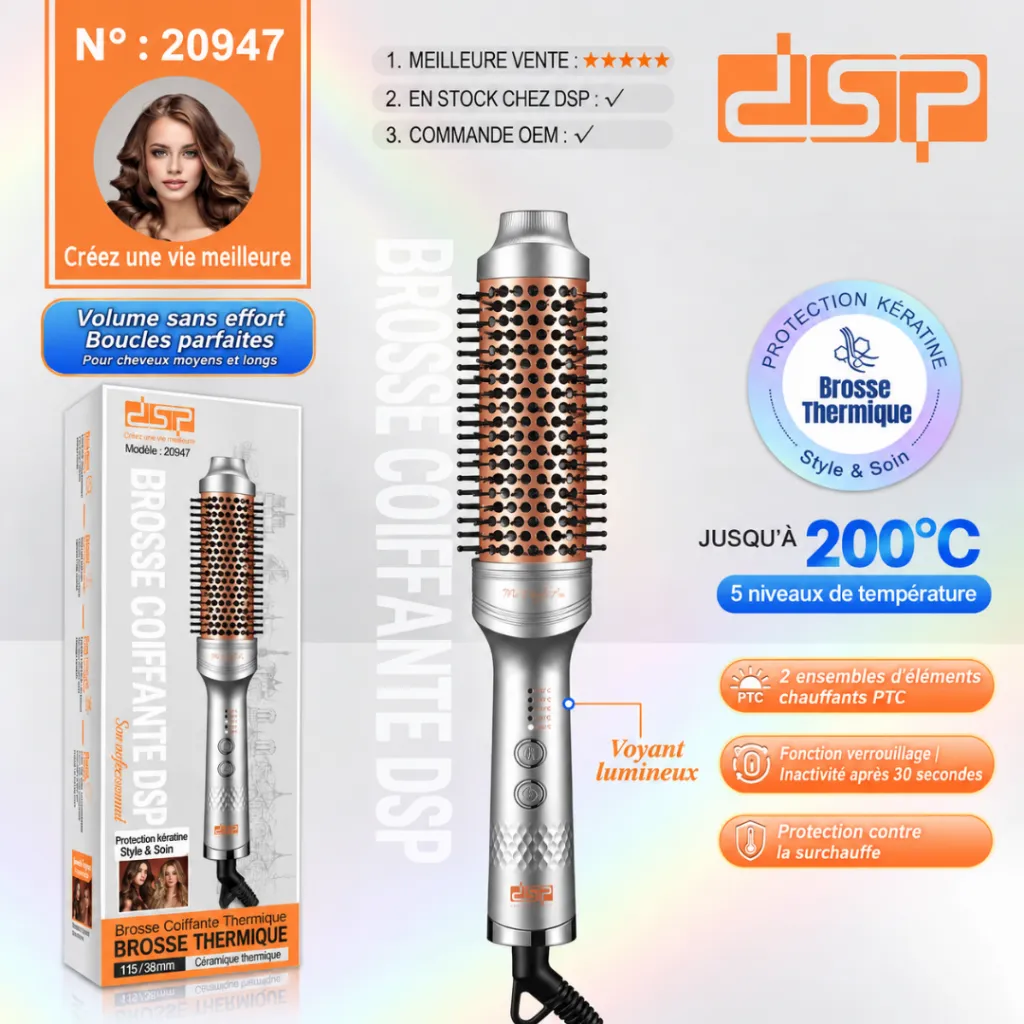 N° : 20947
Créez une vie meilleure
1. MEILLEURE VENTE : ★★★★★
2. EN STOCK CHEZ DSP : ✓
3. COMMANDE OEM : ✓
dsp
Volume sans effort
Boucles parfaites
Pour cheveux moyens et longs
dsp
Créez une vie meilleure
Modèle : 20947
BROSSE COIFFANTE DSP
Protection kératine
Style & Soin
Brosse Coiffante Thermique
BROSSE THERMIQUE
115/38mm
Céramique thermique
dsp
BROSSE COIFFANTE DSP
dsp
Voyant
lumineux
PROTECTION KÉRATINE
Brosse
Thermique
Style & Soin
JUSQU'À 200°C
5 niveaux de température
PTC
2 ensembles d'éléments
chauffants PTC
Fonction verrouillage |
Inactivité après 30 secondes
Protection contre
la surchauffe